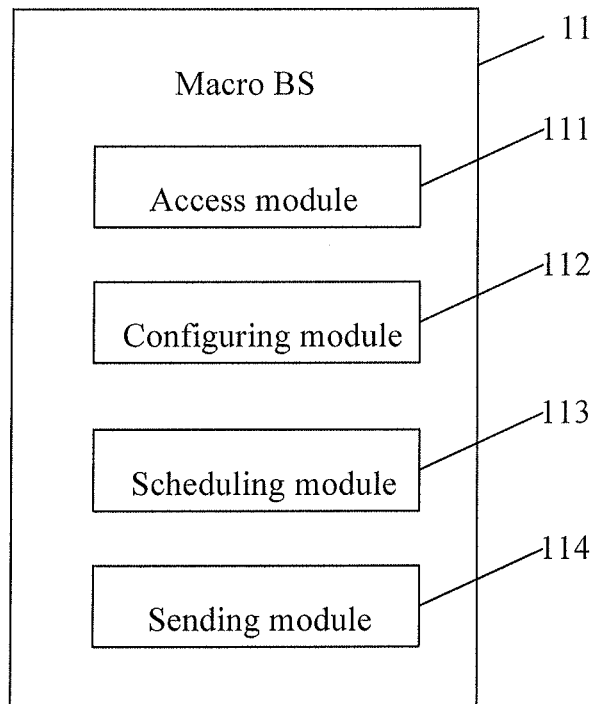 11
Macro BS
111
Access module
112
Configuring module
113
Scheduling module
114
Sending module